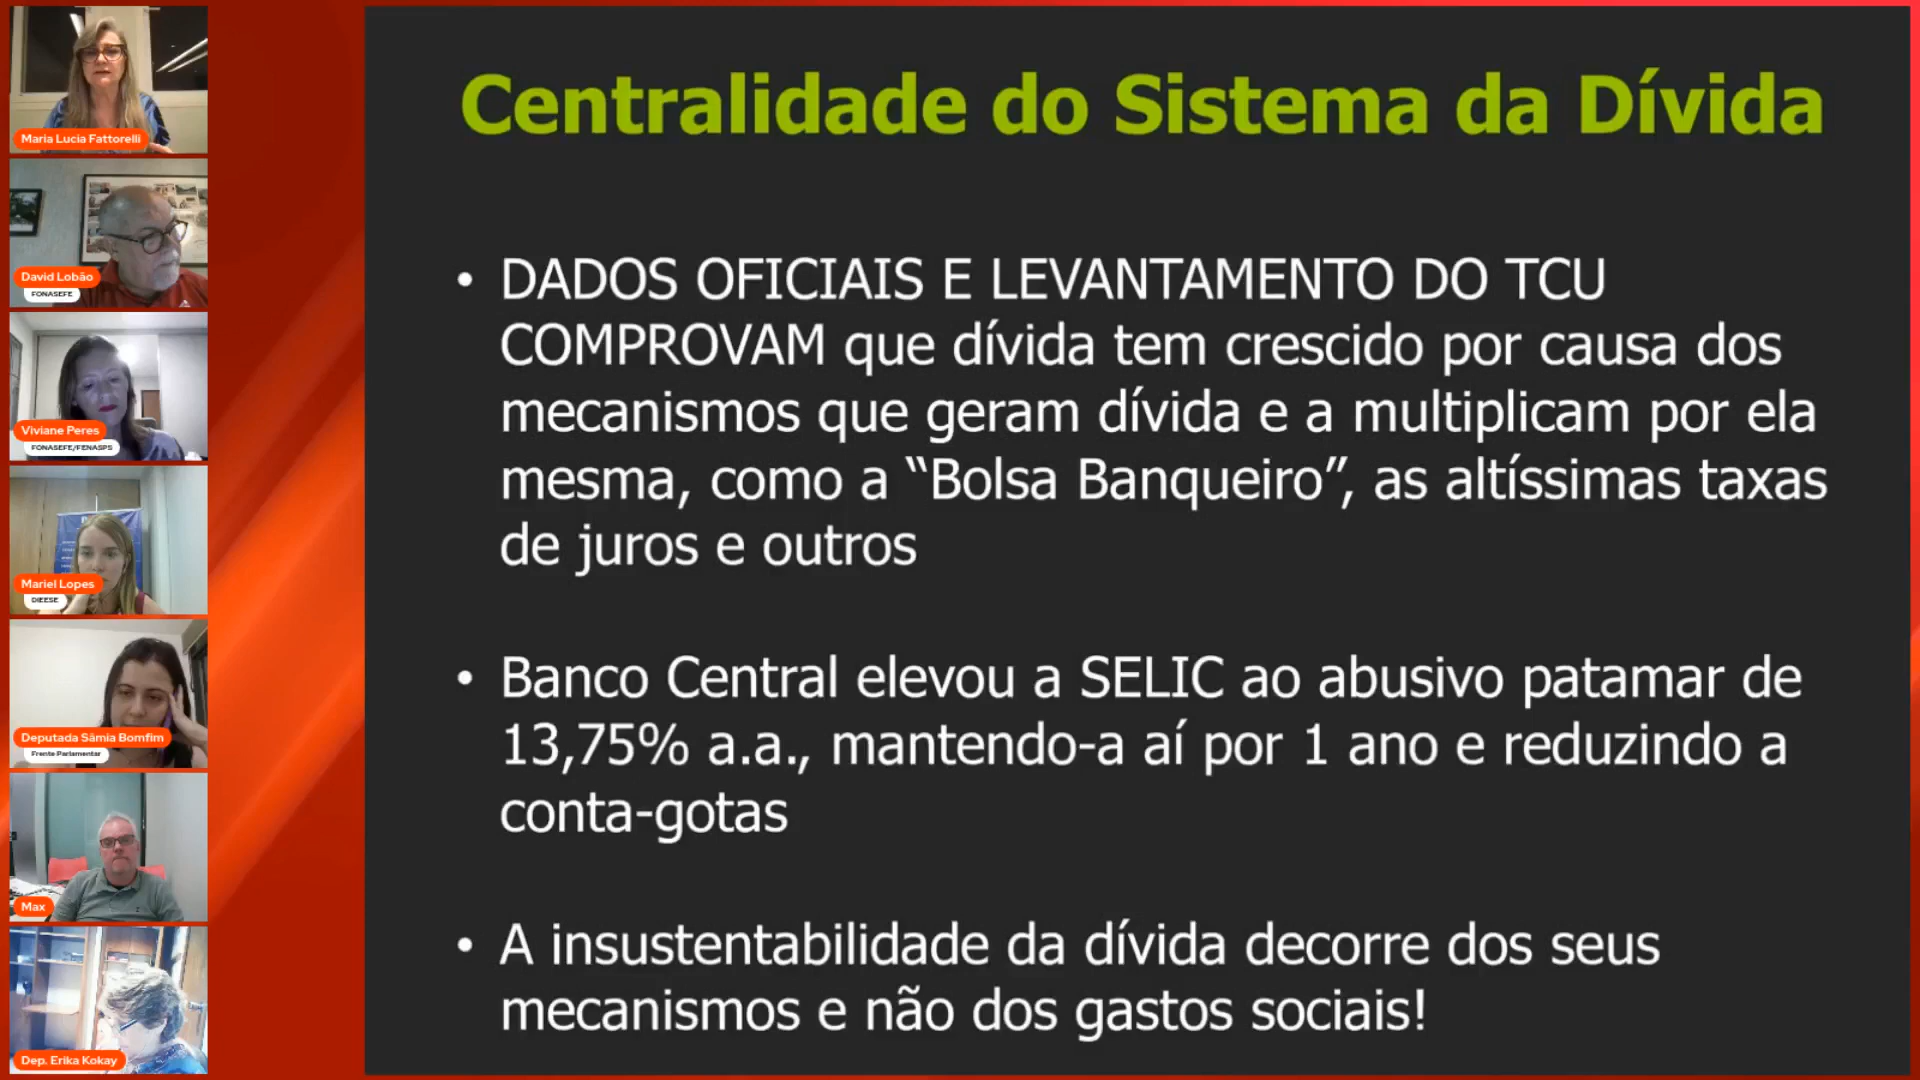 Maria Lucia Fattorelli
David Lobão
FONASEFE
Viviane Peres
FONASEFE/FENASPS
Mariel Lopes
DIEESE
Deputada Sâmia Bomfim
Frente Parlamentar
Max
Dep. Erika Kokay
Centralidade do Sistema da Dívida
• DADOS OFICIAIS E LEVANTAMENTO DO TCU
COMPROVAM que dívida tem crescido por causa dos
mecanismos que geram dívida e a multiplicam por ela
mesma, como a “Bolsa Banqueiro”, as altíssimas taxas
de juros e outros
• Banco Central elevou a SELIC ao abusivo patamar de
13,75% a.a., mantendo-a aí por 1 ano e reduzindo a
conta-gotas
• A insustentabilidade da dívida decorre dos seus
mecanismos e não dos gastos sociais!